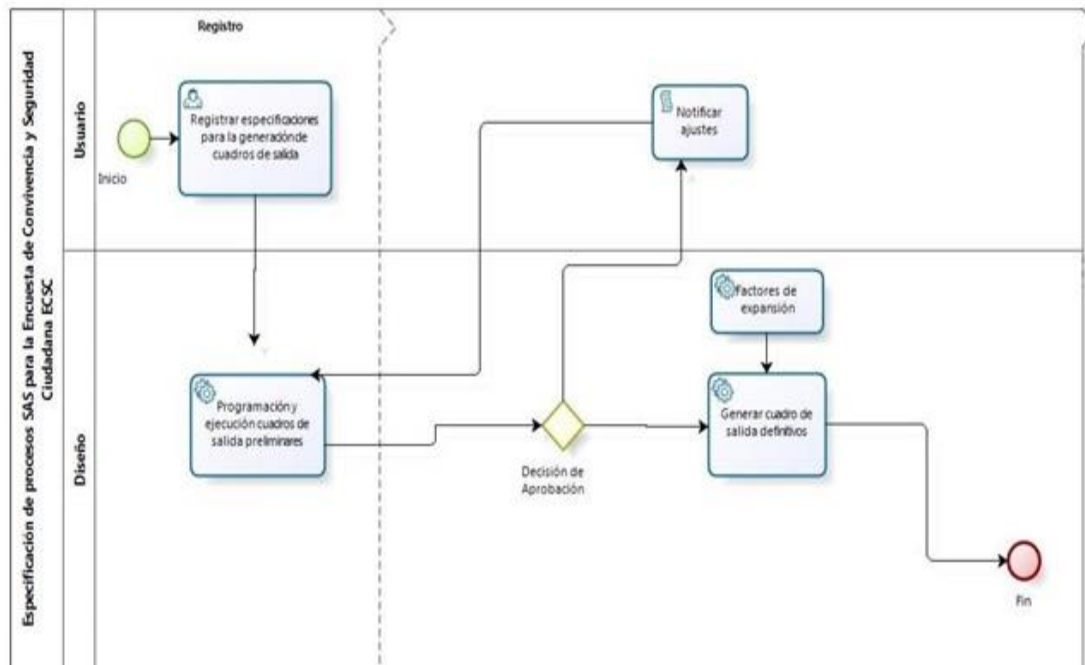 Especificación de procesos SAS para la Encuesta de Convivencia y Seguridad
Ciudadana ECSC
Registro
Usuario
Inicio
Registrar especificaciones
para la generación de
cuadros de salida
Notificar
ajustes
Diseño
Factores de
expansión
Programación y
ejecución cuadros de
salida preliminares
Decisión de
Aprobación
Generar cuadro de
salida definitivos
Fin